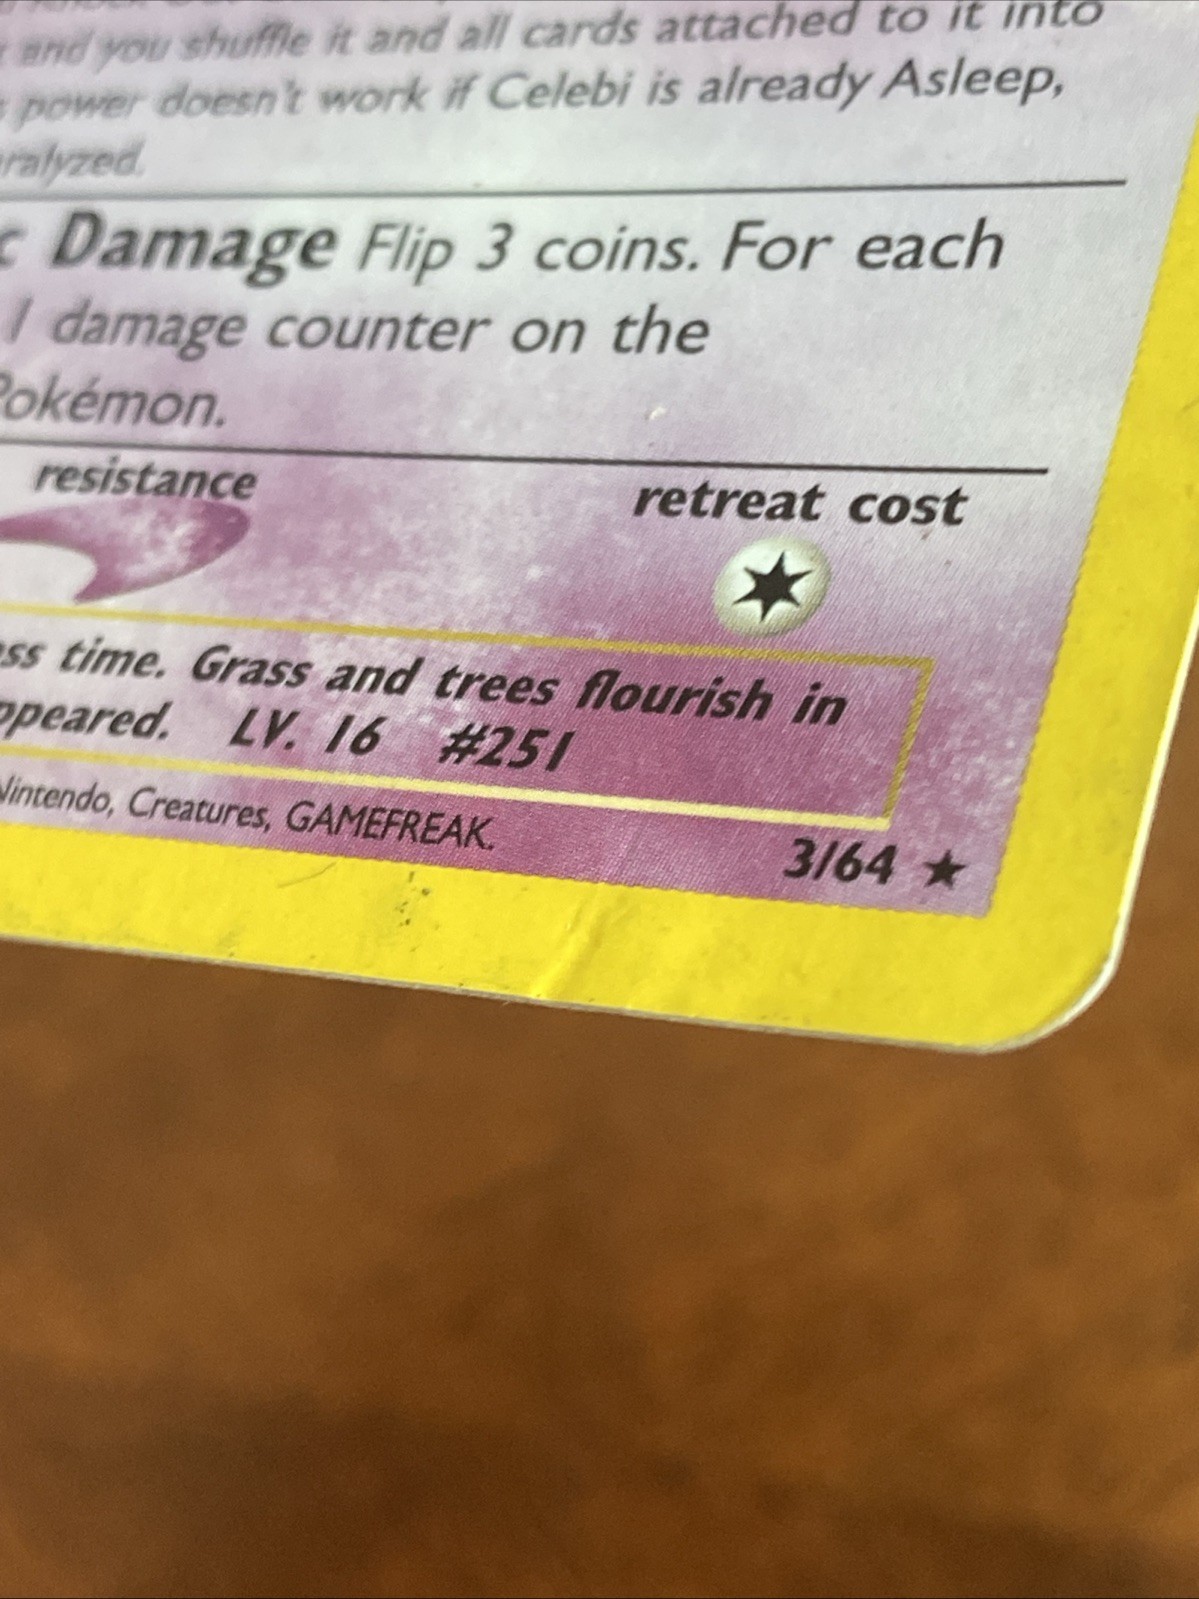 and you shuffle it and all cards attached to it into
power doesn't work if Celebi is already Asleep,
ralyzed.
c Damage Flip 3 coins. For each
1 damage counter on the
Pokémon.
resistance
retreat cost
ss time. Grass and trees flourish in
ppeared. LV. 16 #251
Nintendo, Creatures, GAMEFREAK.
3/64 ★